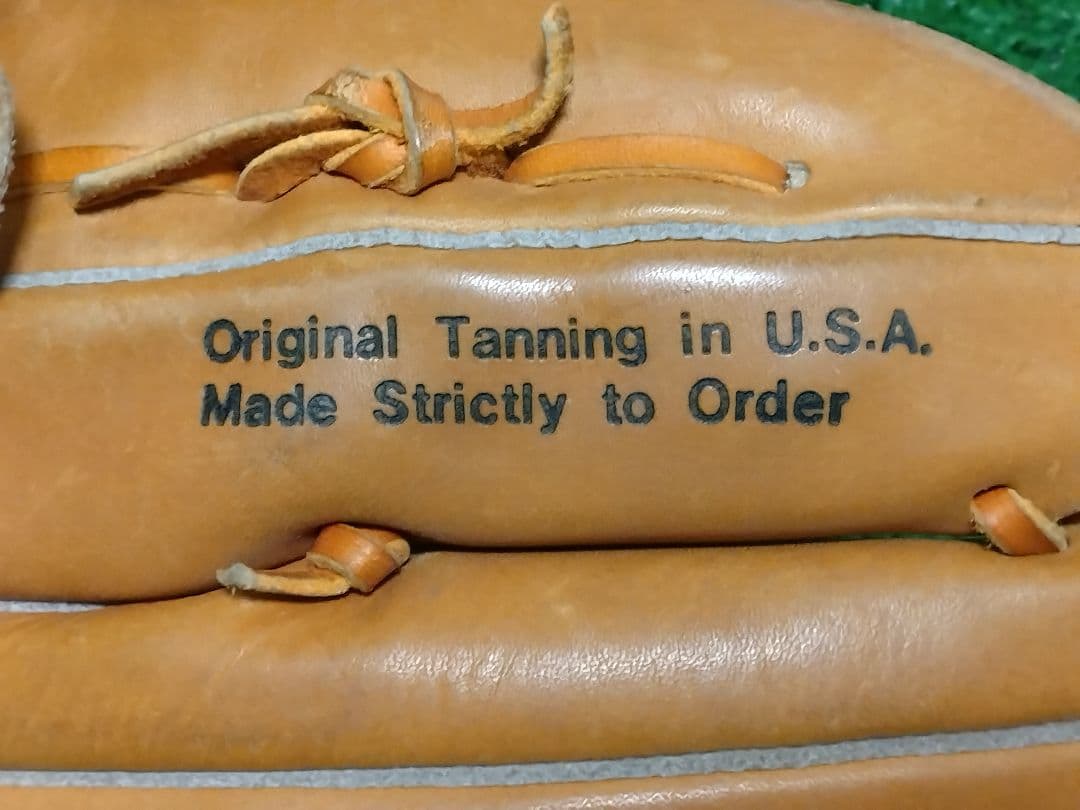 Original Tanning in U.S.A.
Made Strictly to Order